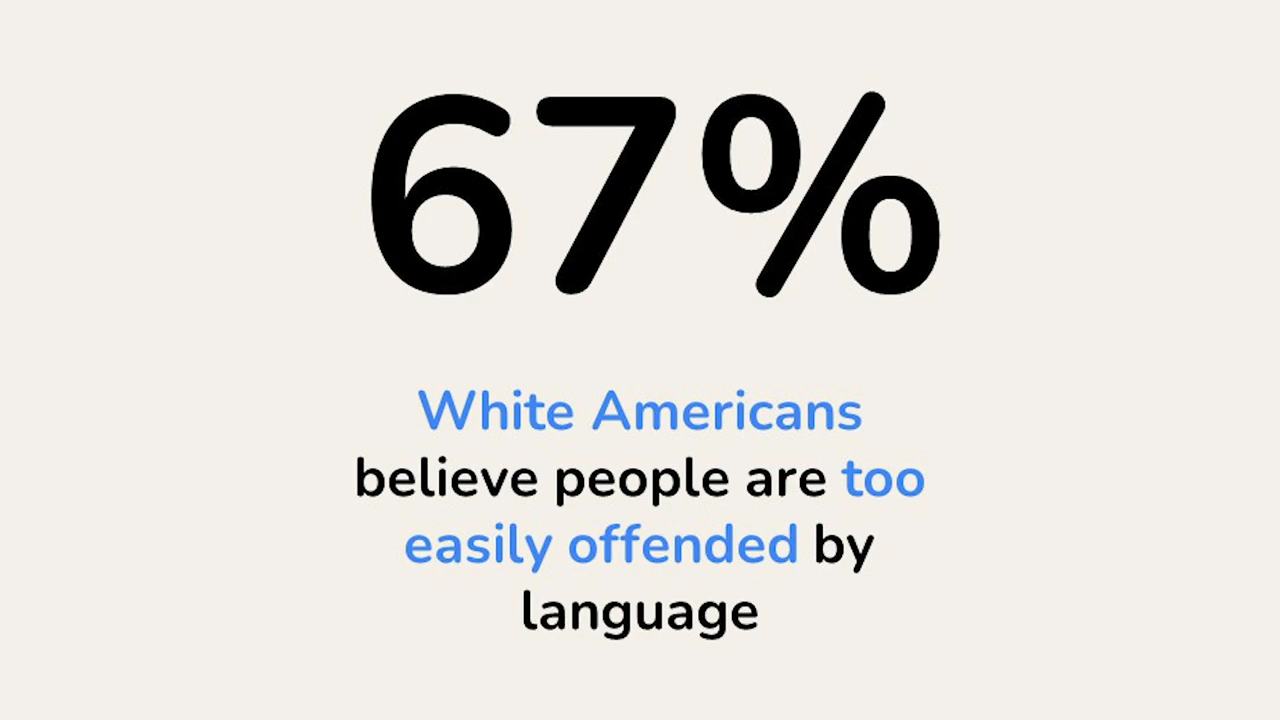 67%
White Americans
believe people are too
easily offended by
language